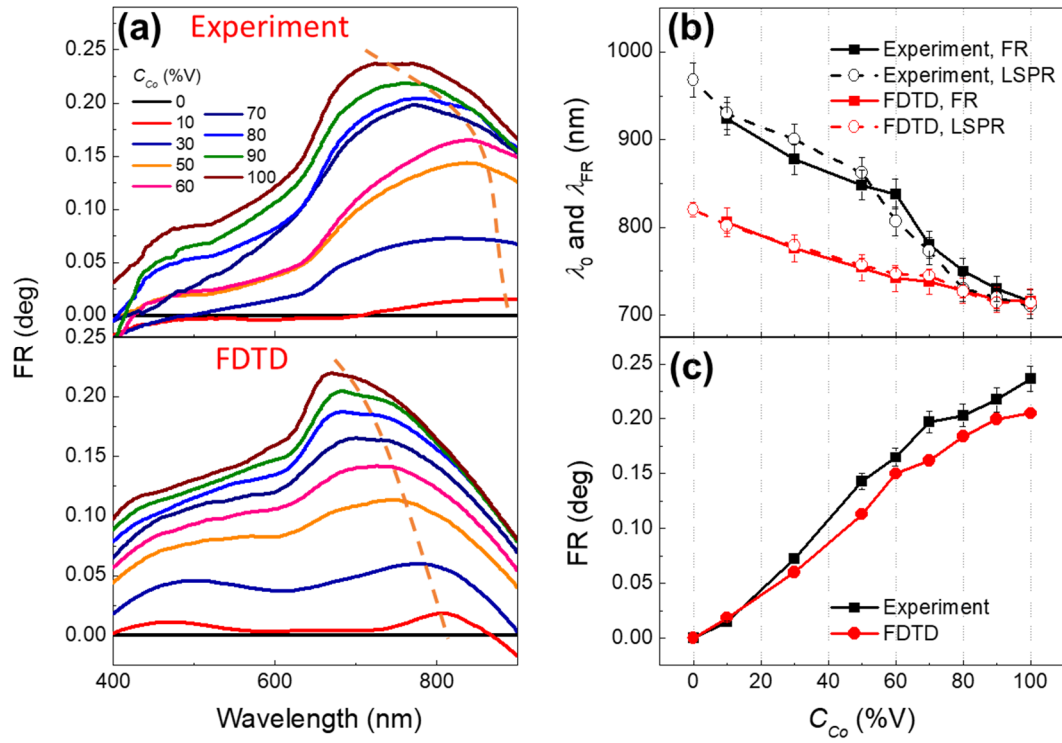 (a)
Experiment
C_Co (%V)
0
10
30
50
60
70
80
90
100
0.25
0.20
0.15
0.10
0.05
0.00
FR (deg)
FDTD
0.25
0.20
0.15
0.10
0.05
0.00
400
600
800
Wavelength (nm)
(b)
Experiment, FR
Experiment, LSPR
FDTD, FR
FDTD, LSPR
1000
900
800
700
λ_0 and λ_FR (nm)
(c)
0.25
0.20
0.15
0.10
0.05
0.00
FR (deg)
Experiment
FDTD
0
20
40
60
80
100
C_Co (%V)